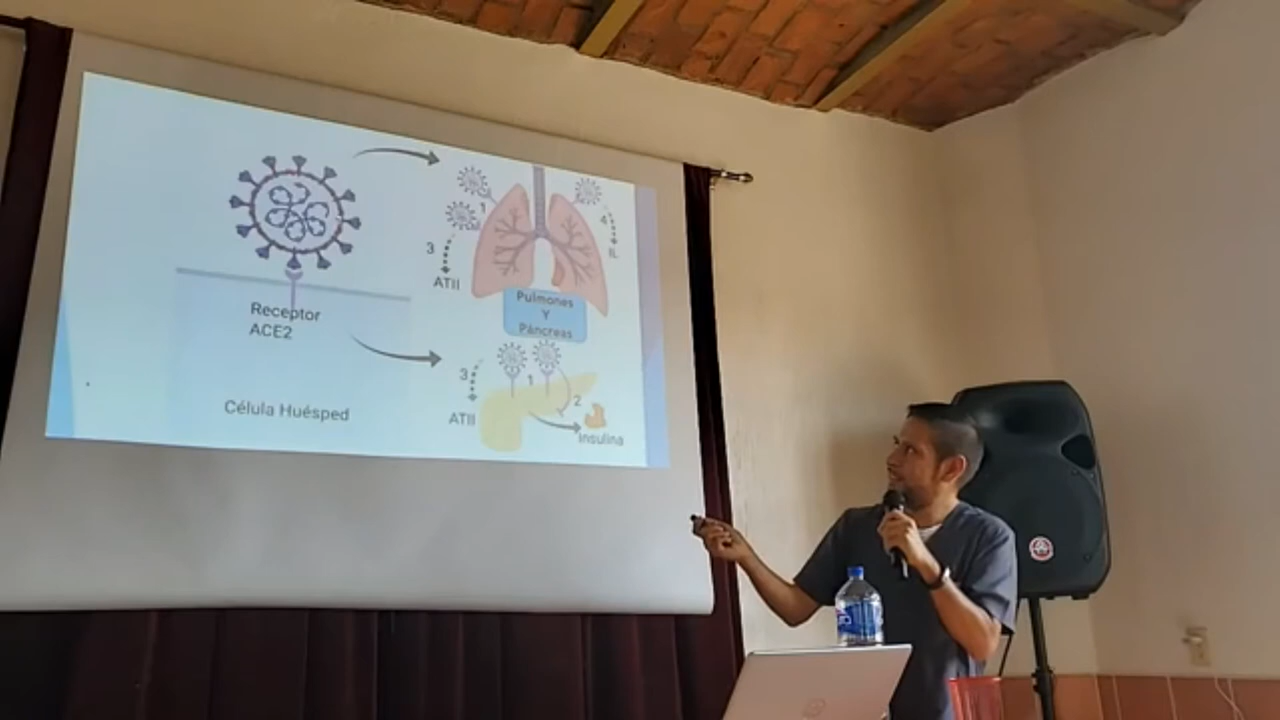 Receptor
ACE2
Célula Huésped
1
3
ATII
4
IL
Pulmones
Y
Páncreas
3
1
2
ATII
Insulina